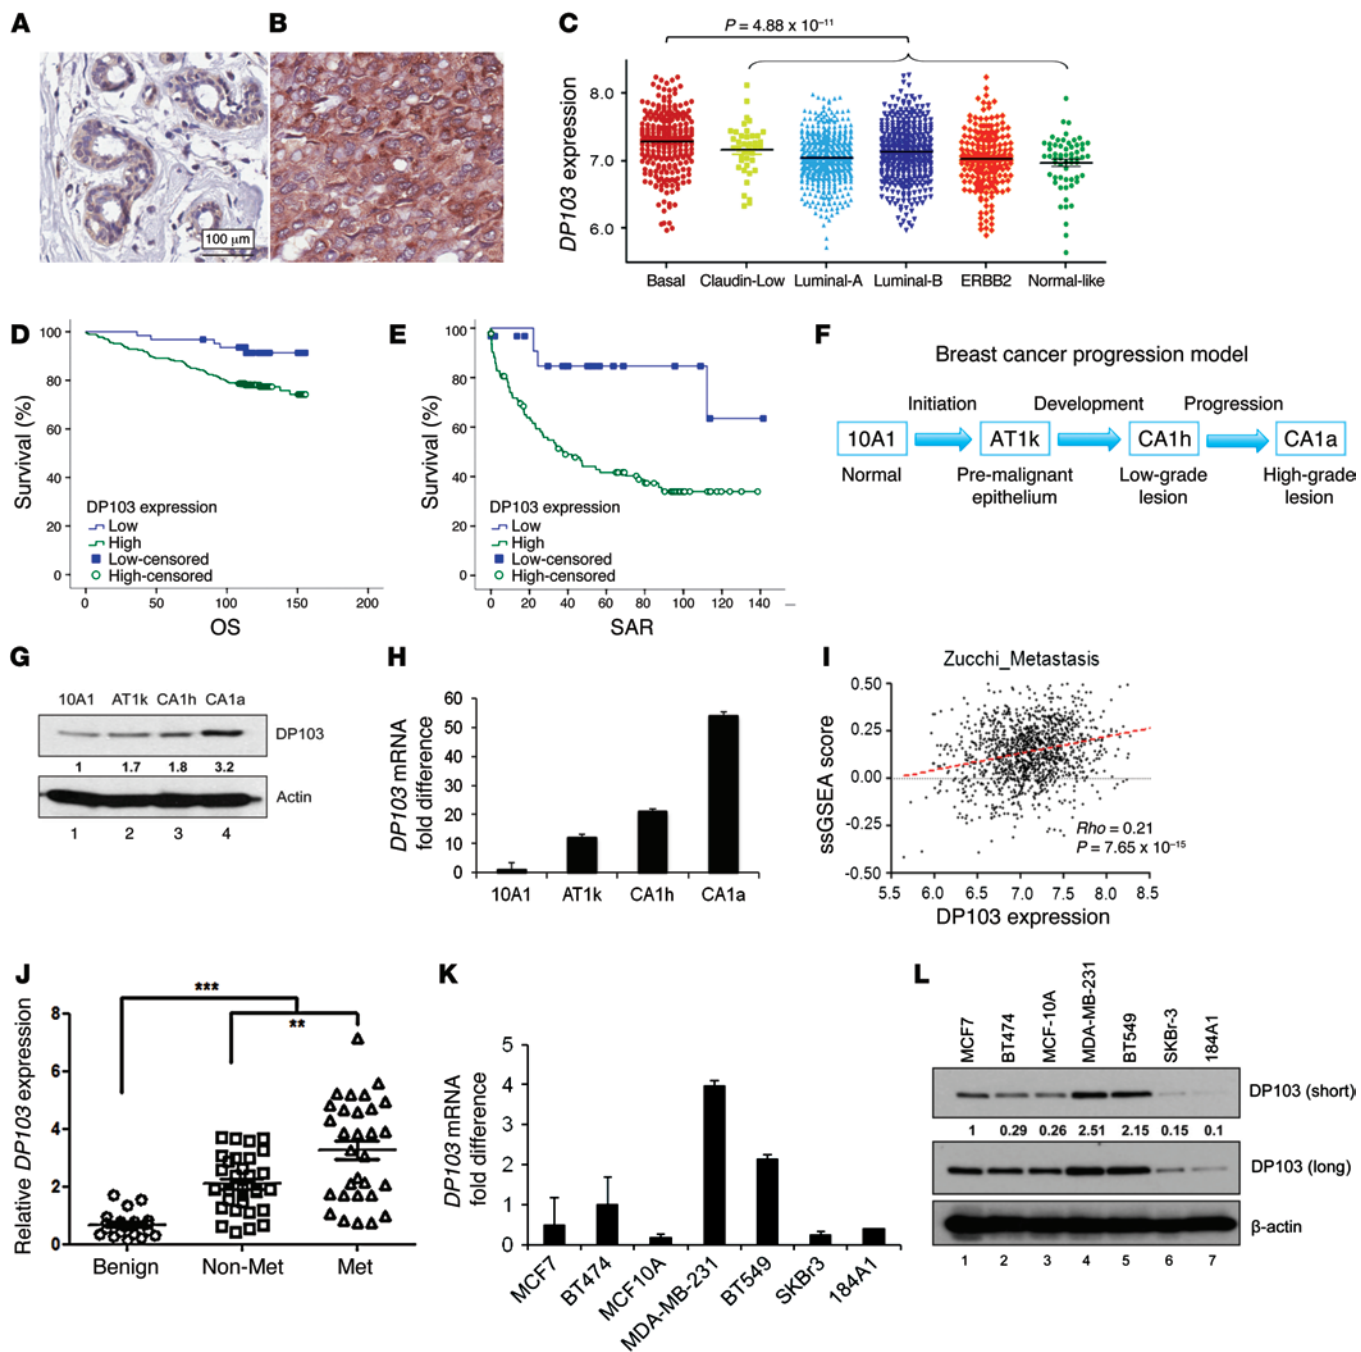 A
B
100 µm
C
P = 4.88 x 10⁻¹¹
DP103 expression
8.0
7.0
6.0
Basal Claudin-Low Luminal-A Luminal-B ERBB2 Normal-like
D
Survival (%)
100
80
60
40
20
0
DP103 expression
Low
High
Low-censored
High-censored
0 50 100 150 200
OS
E
Survival (%)
100
80
60
40
20
0
DP103 expression
Low
High
Low-censored
High-censored
0 20 40 60 80 100 120 140
SAR
F
Breast cancer progression model
Initiation Development Progression
10A1 AT1k CA1h CA1a
Normal Pre-malignant epithelium Low-grade lesion High-grade lesion
G
10A1 AT1k CA1h CA1a
DP103
1 1.7 1.8 3.2
Actin
1 2 3 4
H
DP103 mRNA
fold difference
60
50
40
30
20
10
0
10A1 AT1k CA1h CA1a
I
Zucchi_Metastasis
ssGSEA score
0.50
0.25
0.00
-0.25
-0.50
Rho = 0.21
P = 7.65 x 10⁻¹⁵
5.5 6.0 6.5 7.0 7.5 8.0 8.5
DP103 expression
J
Relative DP103 expression
8
6
4
2
0
***
**
Benign Non-Met Met
K
DP103 mRNA
fold difference
5
4
3
2
1
0
MCF7 BT474 MCF10A MDA-MB-231 BT549 SKBr3 184A1
L
MCF7 BT474 MCF-10A MDA-MB-231 BT549 SKBr-3 184A1
DP103 (short)
1 0.29 0.26 2.51 2.15 0.15 0.1
DP103 (long)
β-actin
1 2 3 4 5 6 7